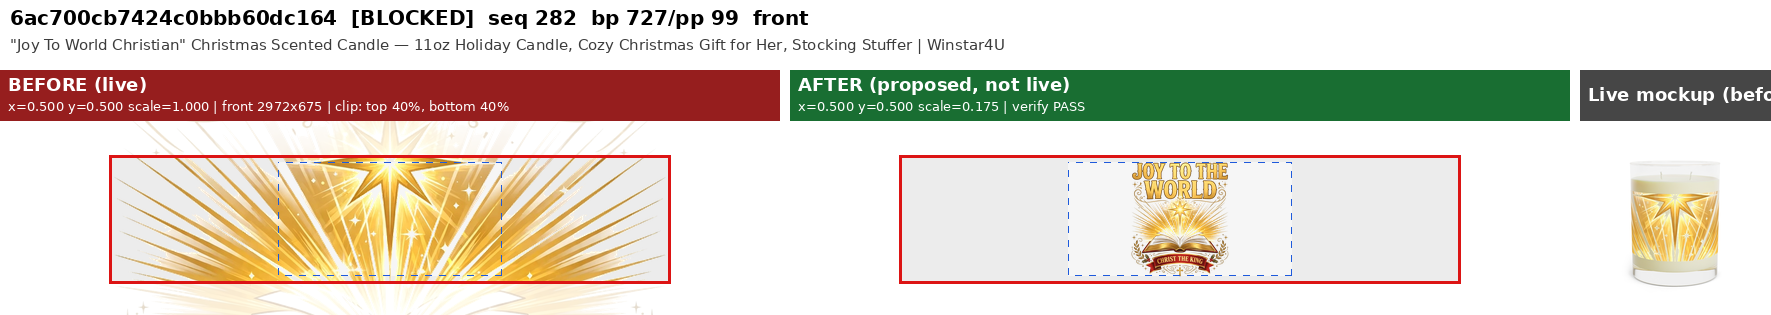 6ac700cb7424c0bbb60dc164 [BLOCKED] seq 282 bp 727/pp 99 front
"Joy To World Christian" Christmas Scented Candle — 11oz Holiday Candle, Cozy Christmas Gift for Her, Stocking Stuffer | Winstar4U
BEFORE (live)
x=0.500 y=0.500 scale=1.000 | front 2972x675 | clip: top 40%, bottom 40%
AFTER (proposed, not live)
x=0.500 y=0.500 scale=0.175 | verify PASS
Live mockup (befo
JOY TO THE
WORLD
CHRIST THE KING